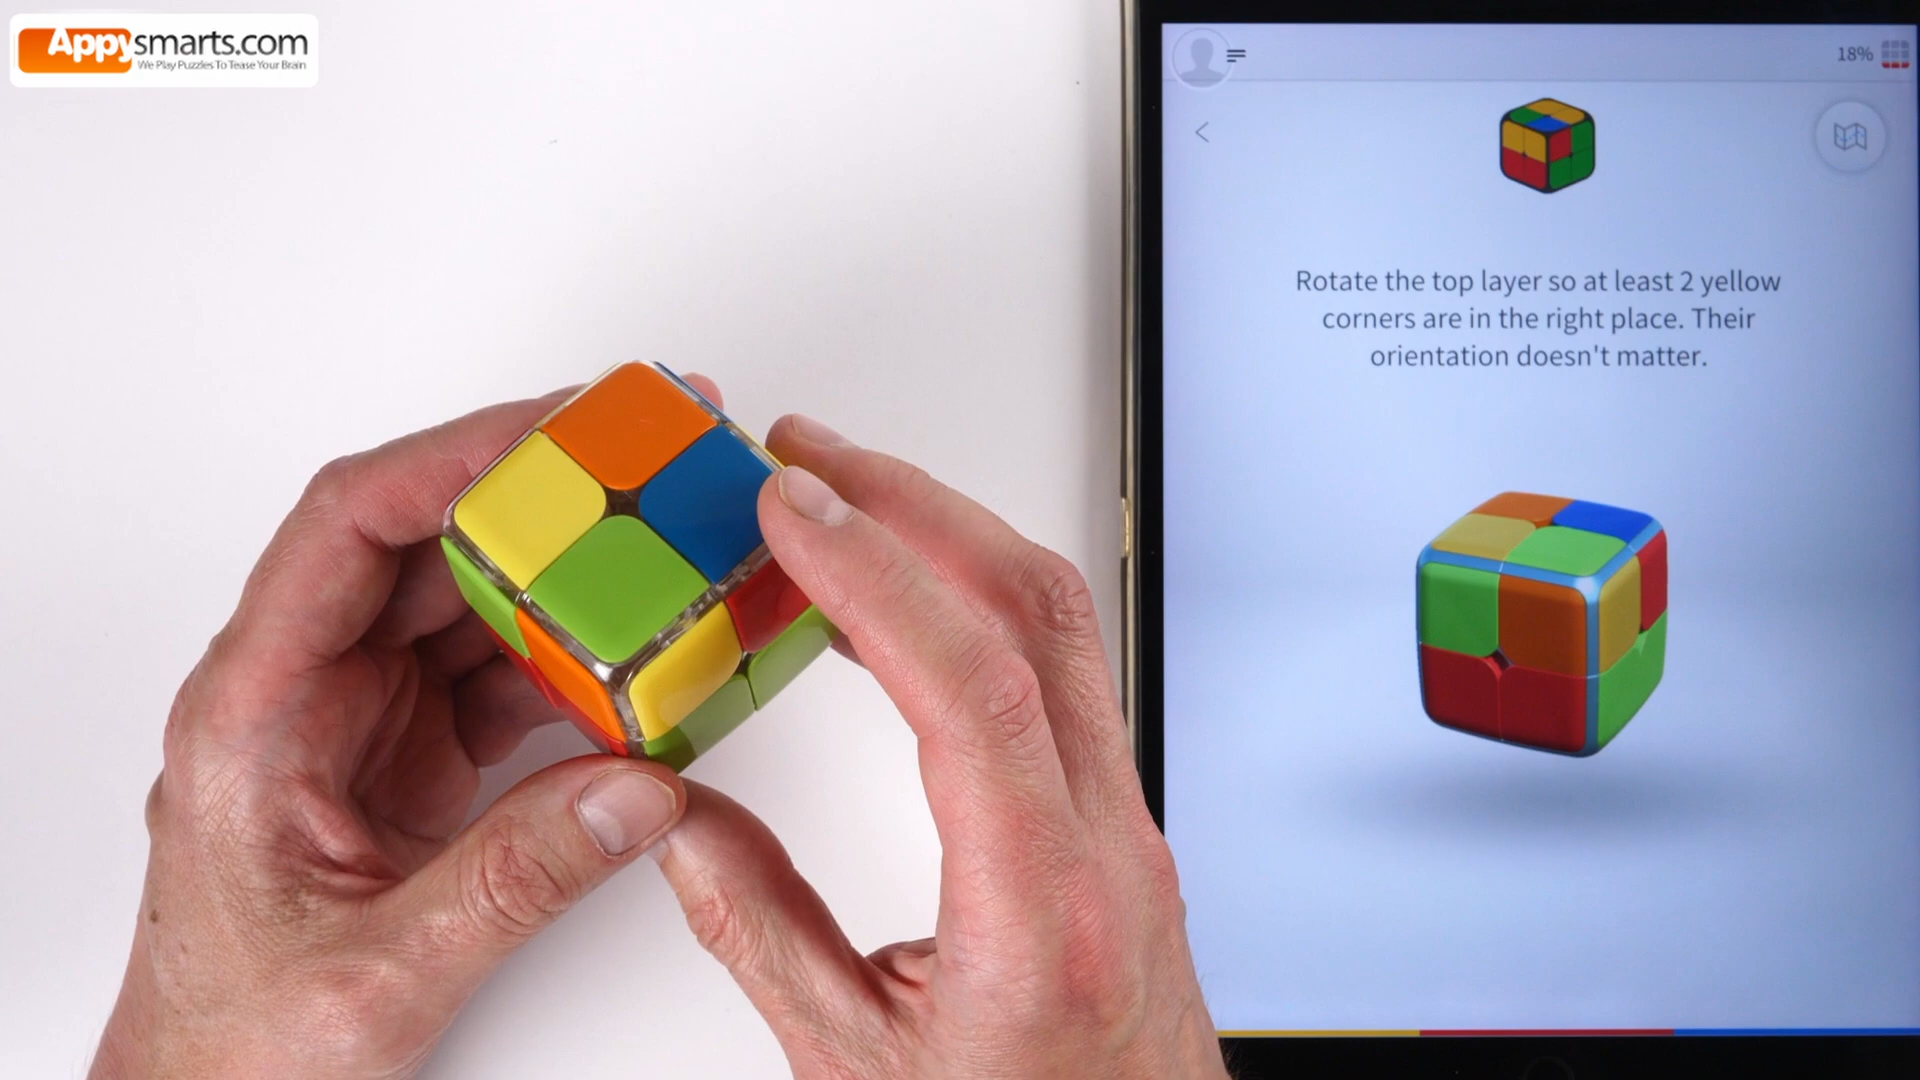 Appysmarts.com
We Play Puzzles To Tease Your Brain
18%
Rotate the top layer so at least 2 yellow
corners are in the right place. Their
orientation doesn't matter.